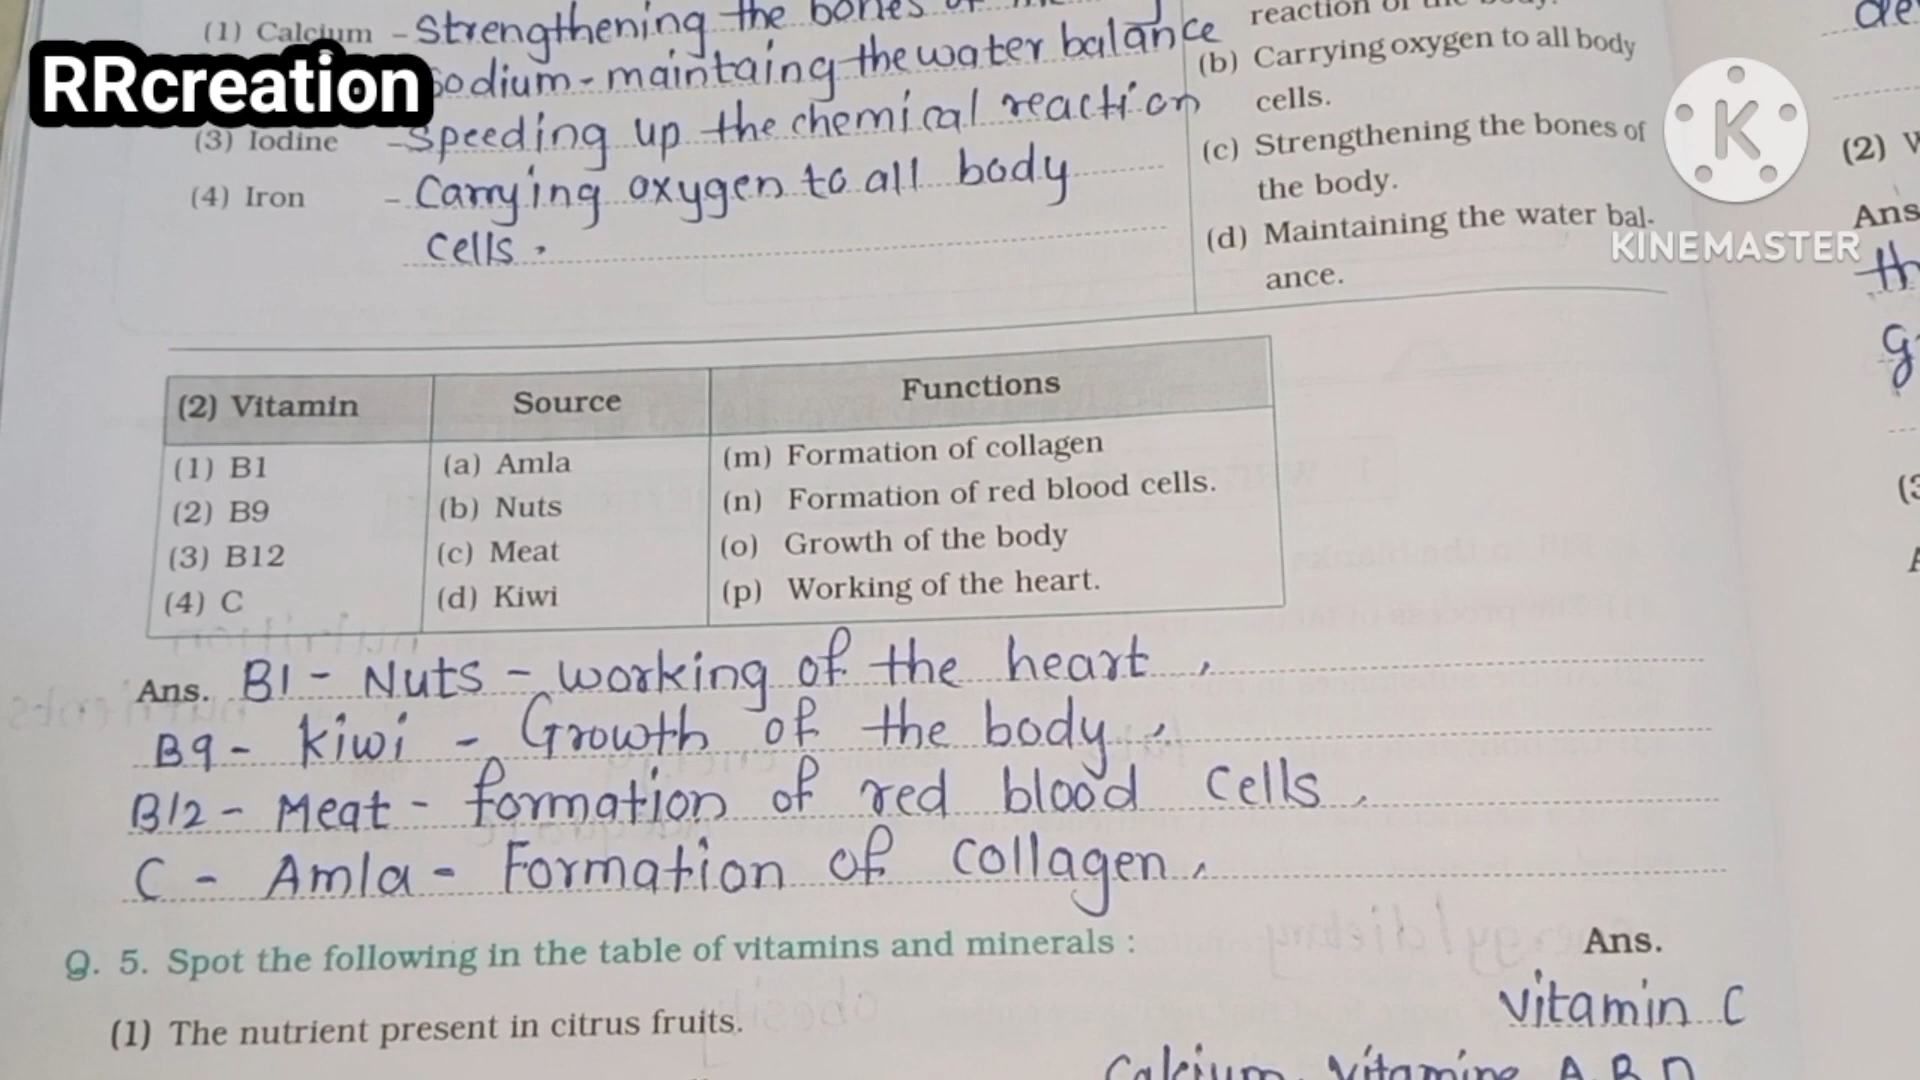 (1) Calcium - Strengthening the bones
RRcreation
Sodium - maintaing the water balance
(3) Iodine - Speeding up the chemical reaction
(4) Iron - Carrying oxygen to all body
cells.
reaction of the body.
(b) Carrying oxygen to all body
cells.
(c) Strengthening the bones of
the body.
(d) Maintaining the water bal-
ance.
K
KINEMASTER
(2) Vitamin Source Functions
(1) B1 (a) Amla (m) Formation of collagen
(2) B9 (b) Nuts (n) Formation of red blood cells.
(3) B12 (c) Meat (o) Growth of the body
(4) C (d) Kiwi (p) Working of the heart.
Ans. B1 - Nuts - working of the heart.
B9 - kiwi - Growth of the body.
B12 - Meat - formation of red blood cells.
C - Amla - Formation of collagen.
Q. 5. Spot the following in the table of vitamins and minerals :
Ans.
(1) The nutrient present in citrus fruits.
vitamin C
Calcium, vitamins A, B, D
(2)
Ans
th